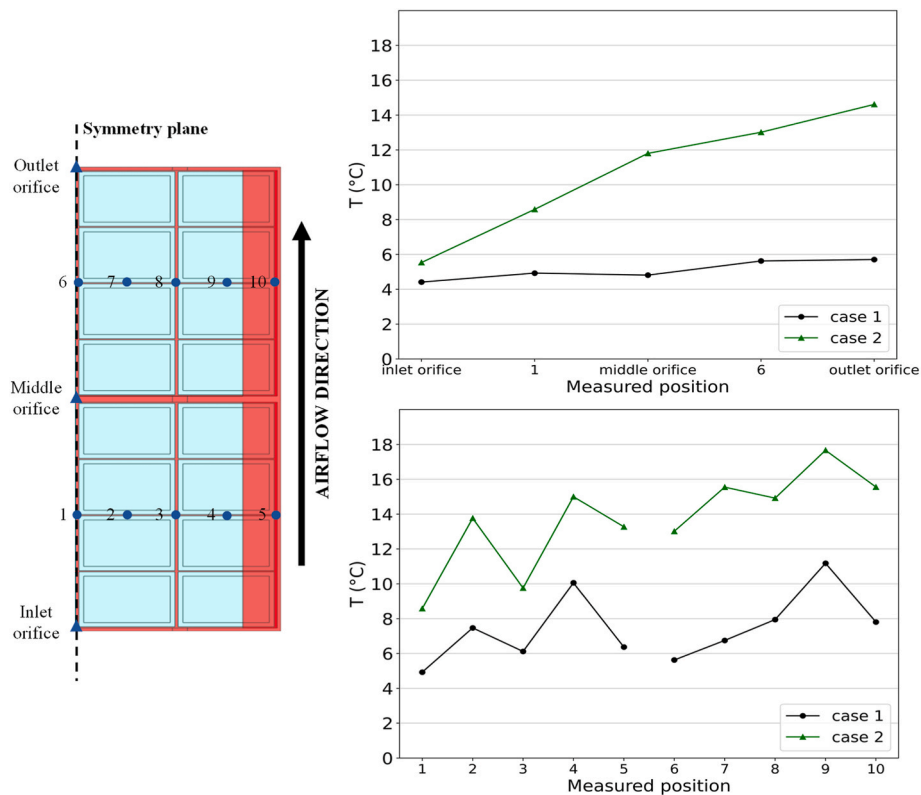 Symmetry plane
Outlet
orifice
6 7 8 9 10
Middle
orifice
1 2 3 4 5
Inlet
orifice
AIRFLOW DIRECTION
T (°C)
18
16
14
12
10
8
6
4
2
0
case 1
case 2
inlet orifice 1 middle orifice 6 outlet orifice
Measured position
T (°C)
18
16
14
12
10
8
6
4
2
0
case 1
case 2
1 2 3 4 5 6 7 8 9 10
Measured position